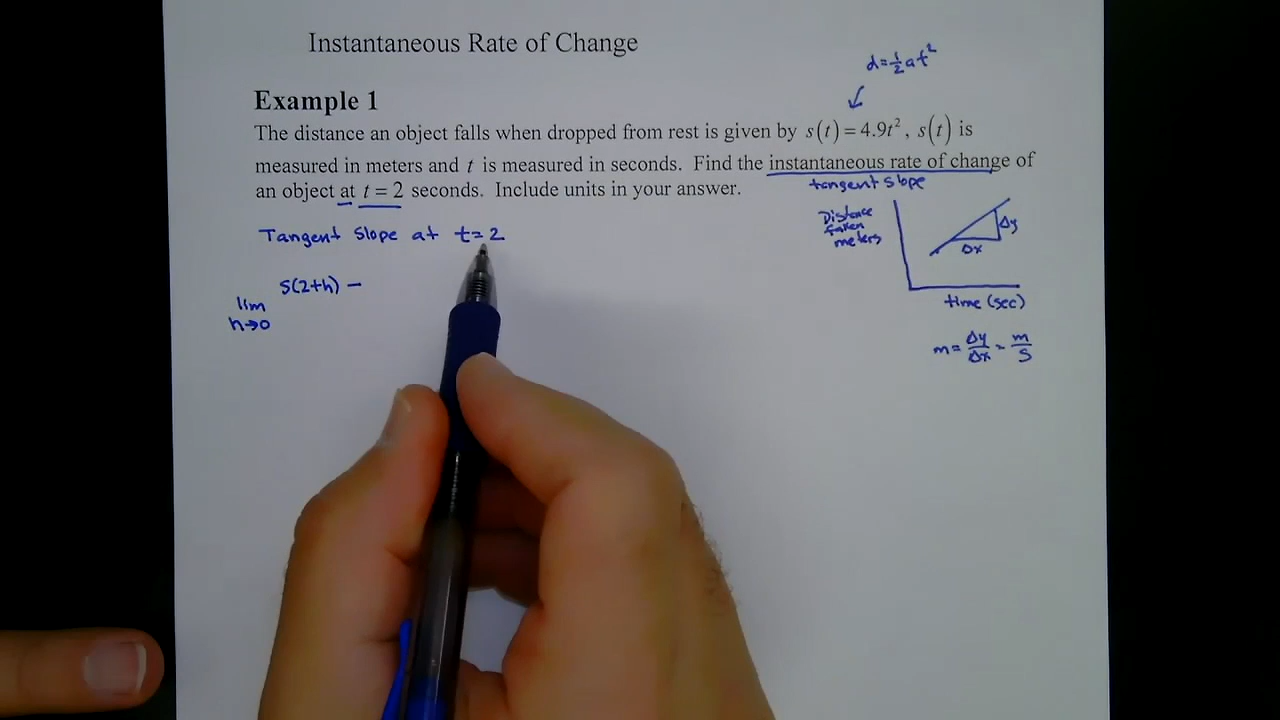 Instantaneous Rate of Change
d = 1/2 at²
Example 1
The distance an object falls when dropped from rest is given by s(t) = 4.9t², s(t) is
measured in meters and t is measured in seconds. Find the instantaneous rate of change of
an object at t = 2 seconds. Include units in your answer.
tangent slope
Tangent Slope at t=2
Distance
meters
Δy
Δx
time (sec)
lim
h→0
s(2+h) –
m = Δy/Δx = m/s